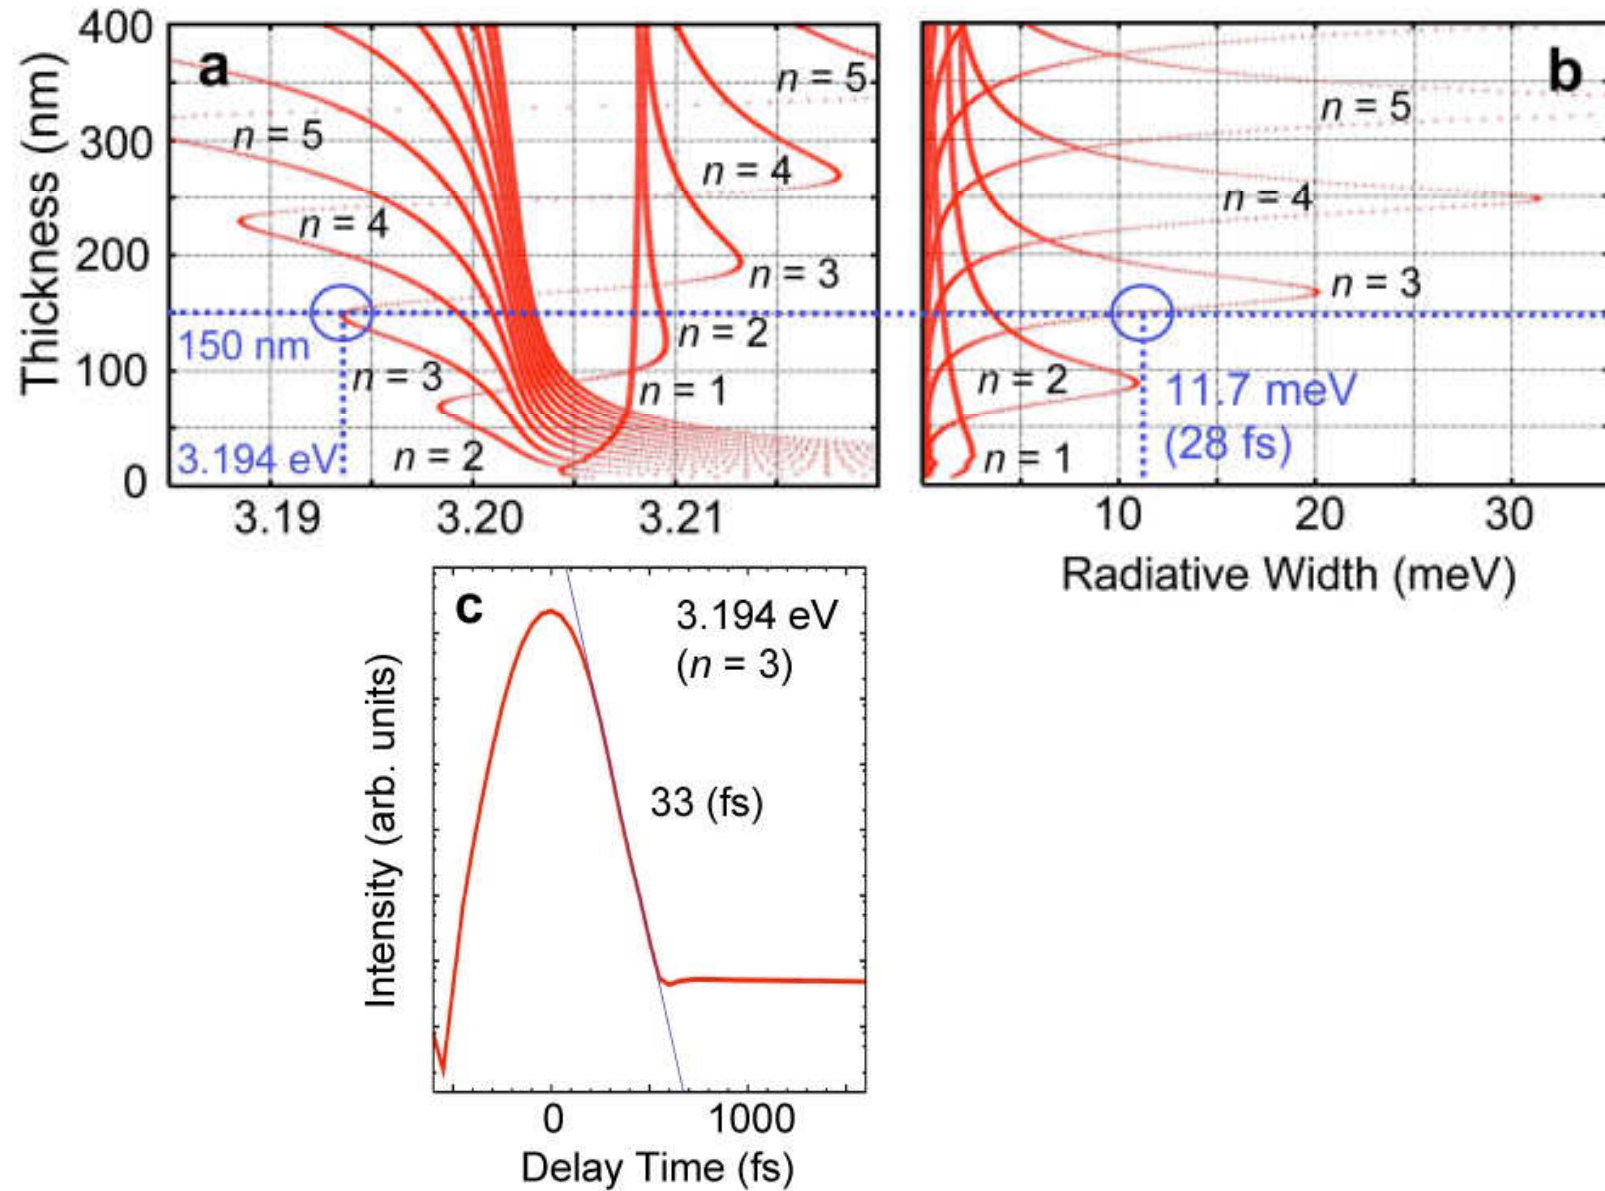 400
300
200
100
0
Thickness (nm)
a
n = 5
n = 5
n = 4
n = 4
n = 3
n = 2
n = 3
n = 1
n = 2
150 nm
3.194 eV
3.19
3.20
3.21
b
n = 5
n = 4
n = 3
n = 2
n = 1
11.7 meV
(28 fs)
10
20
30
Radiative Width (meV)
c
3.194 eV
(n = 3)
33 (fs)
Intensity (arb. units)
0
1000
Delay Time (fs)